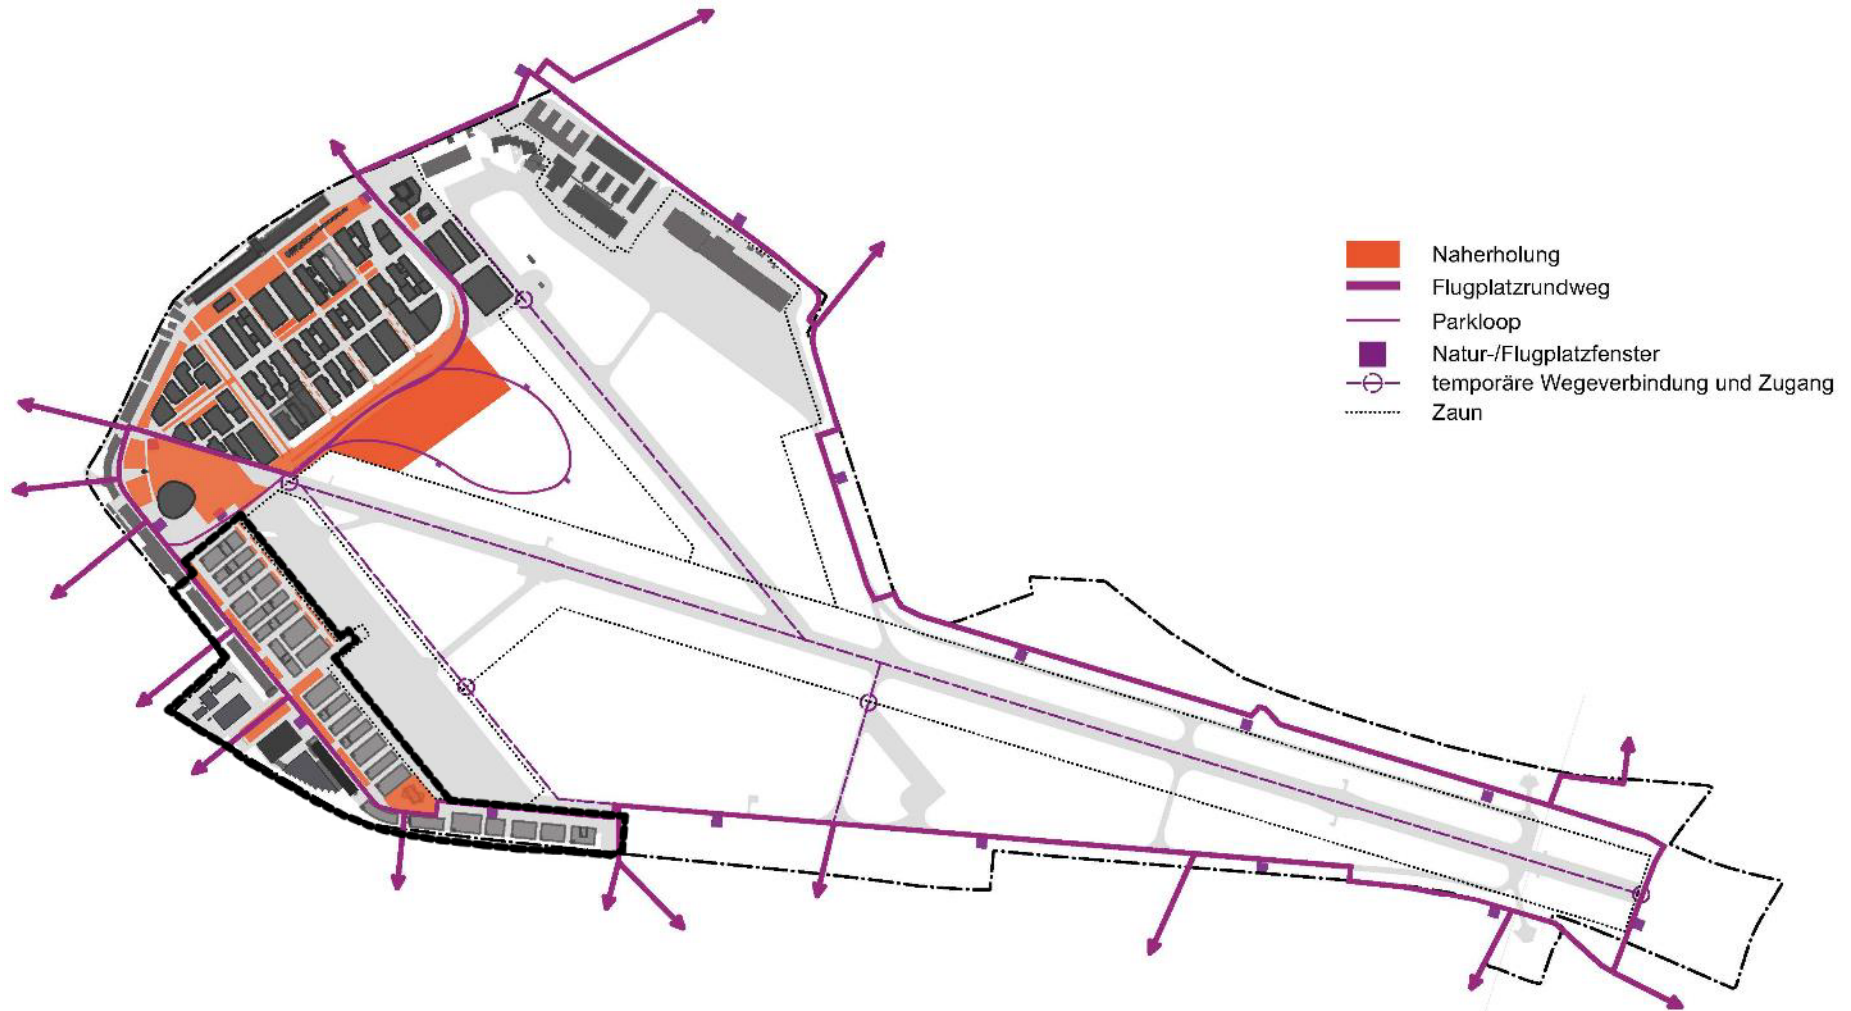 Naherholung
Flugplatzrundweg
Parkloop
Natur-/Flugplatzfenster
temporäre Wegeverbindung und Zugang
Zaun